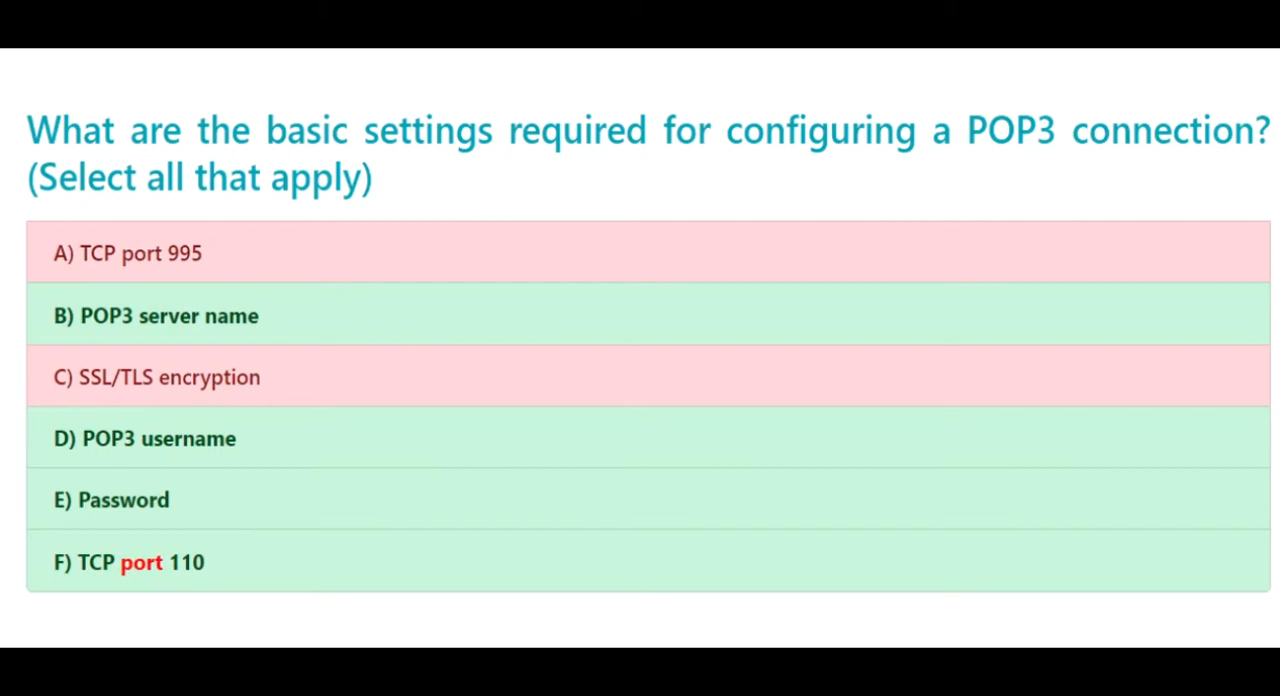 What are the basic settings required for configuring a POP3 connection?
(Select all that apply)
A) TCP port 995
B) POP3 server name
C) SSL/TLS encryption
D) POP3 username
E) Password
F) TCP port 110